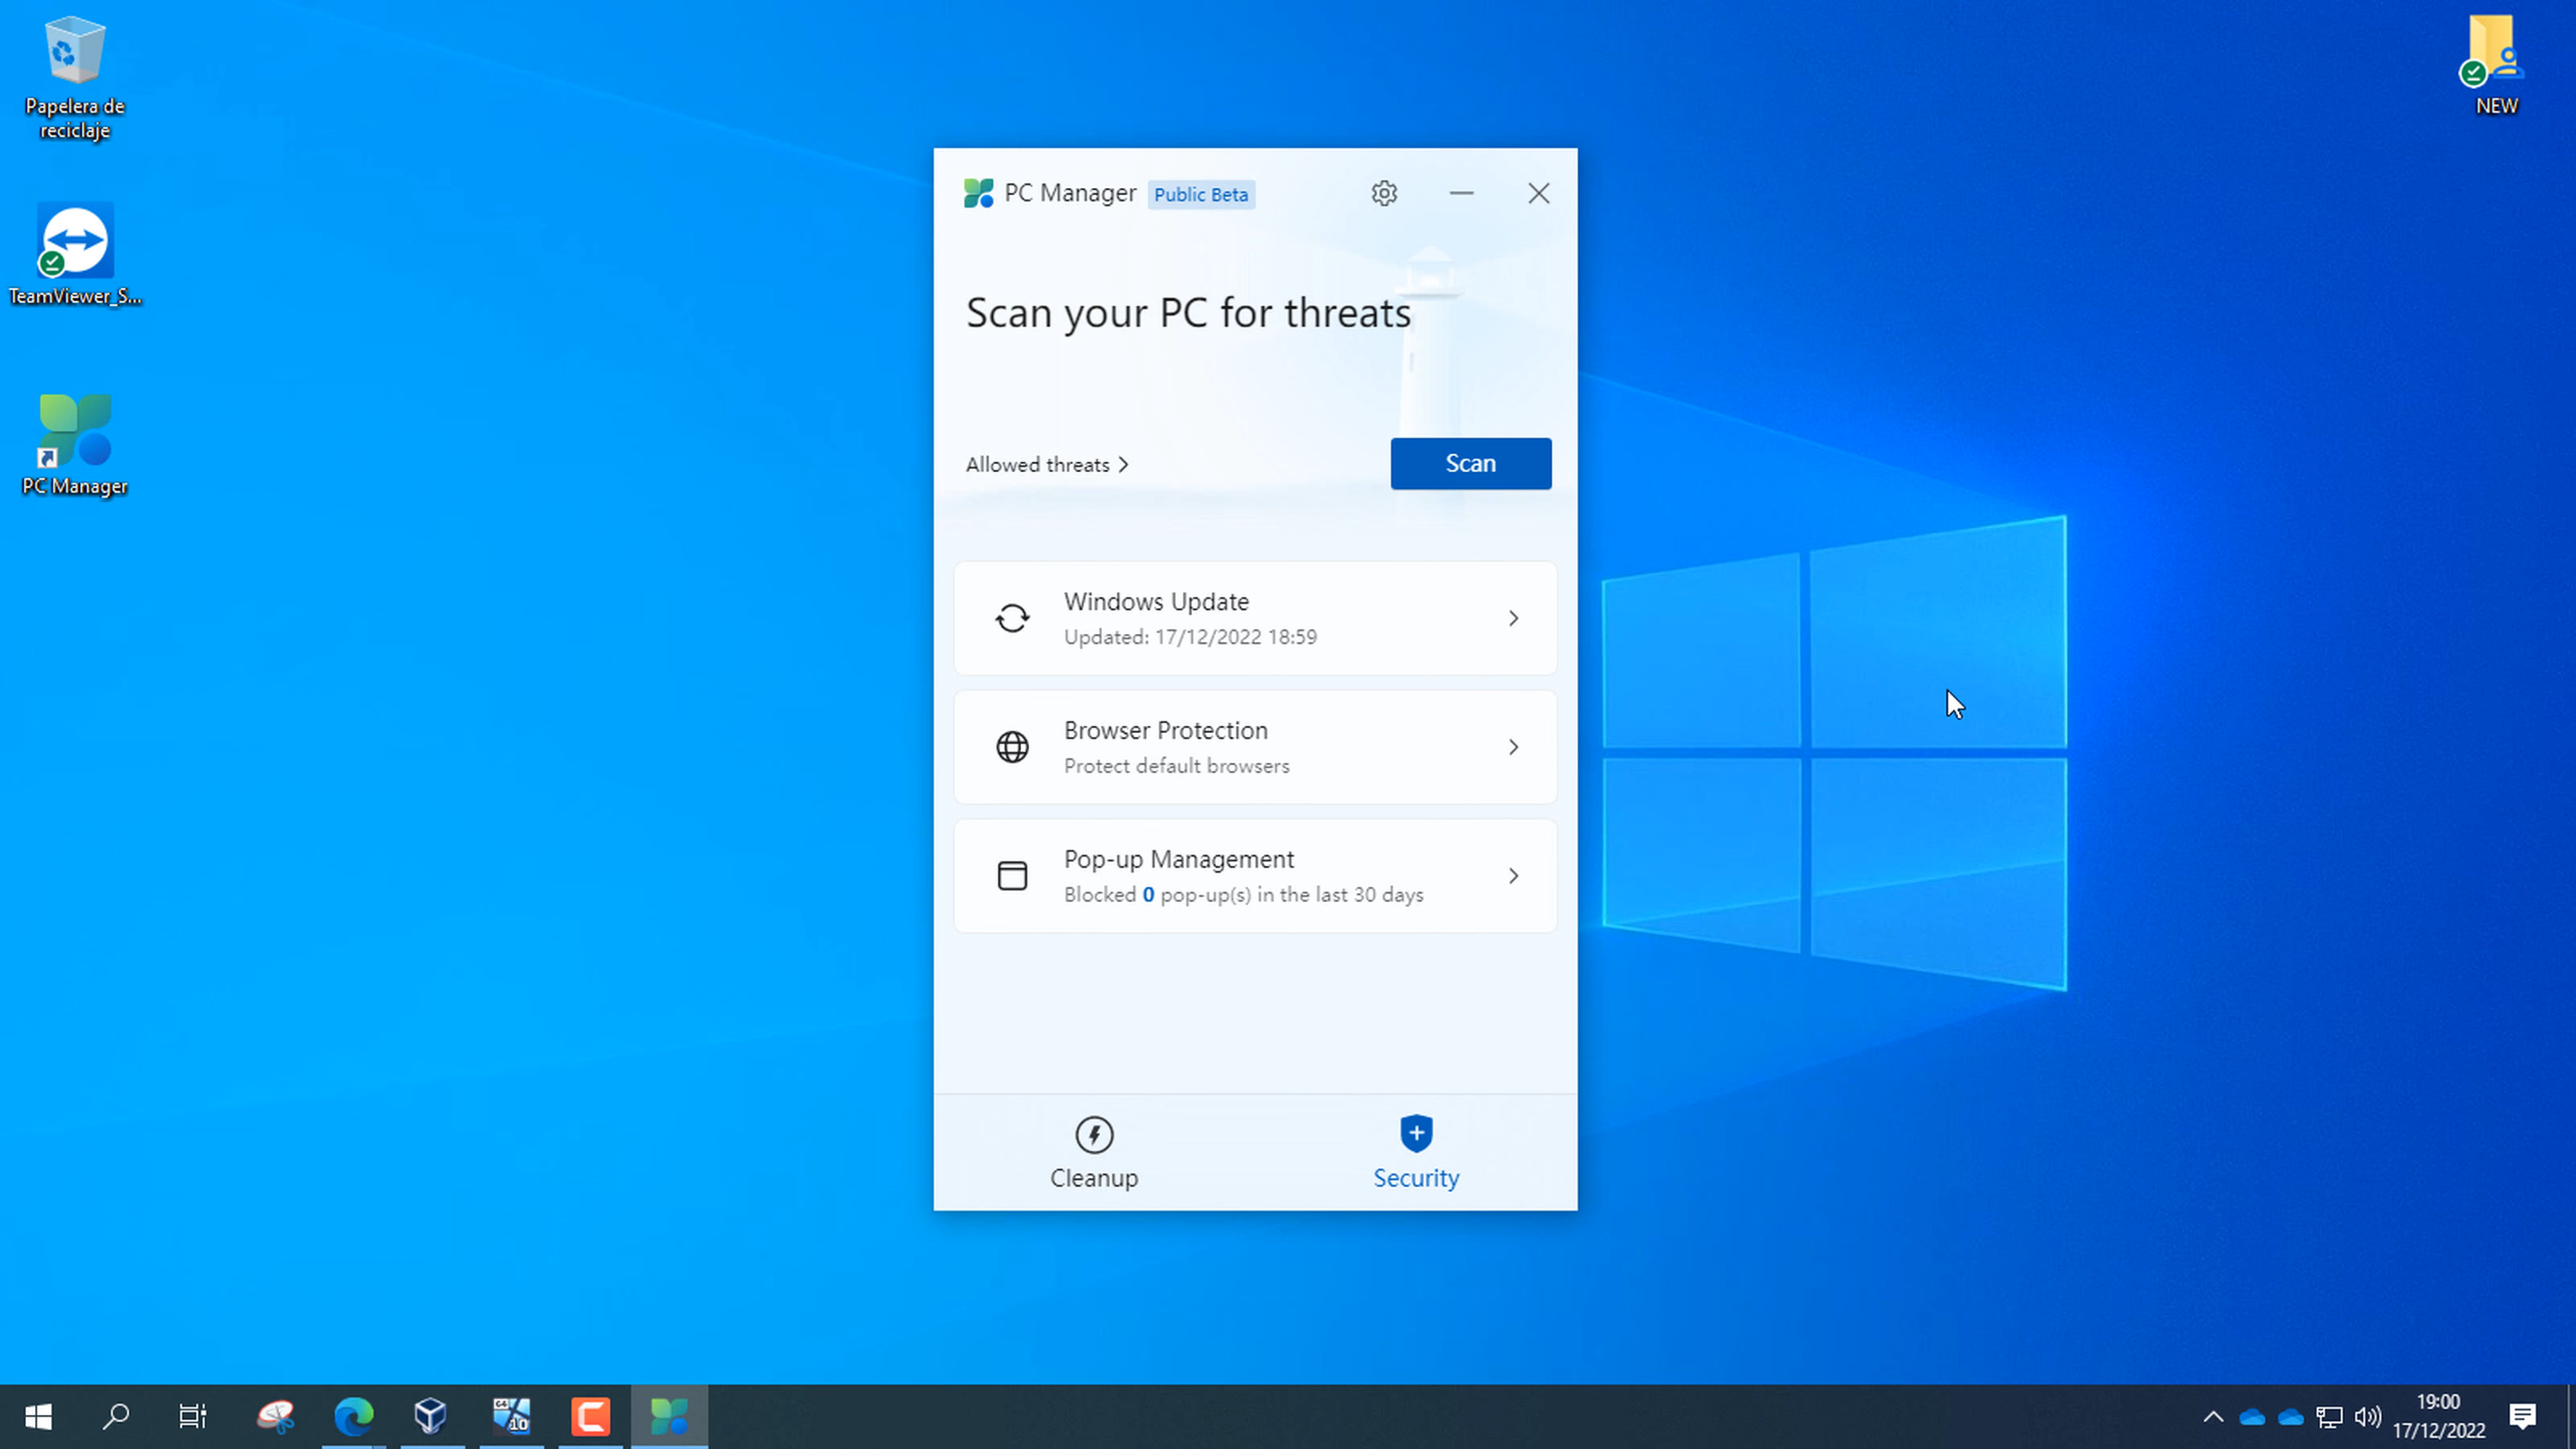 Papelera de
reciclaje
NEW
TeamViewer_S...
PC Manager
PC Manager Public Beta
Scan your PC for threats
Allowed threats
Scan
Windows Update
Updated: 17/12/2022 18:59
Browser Protection
Protect default browsers
Pop-up Management
Blocked 0 pop-up(s) in the last 30 days
Cleanup
Security
10
19:00
17/12/2022